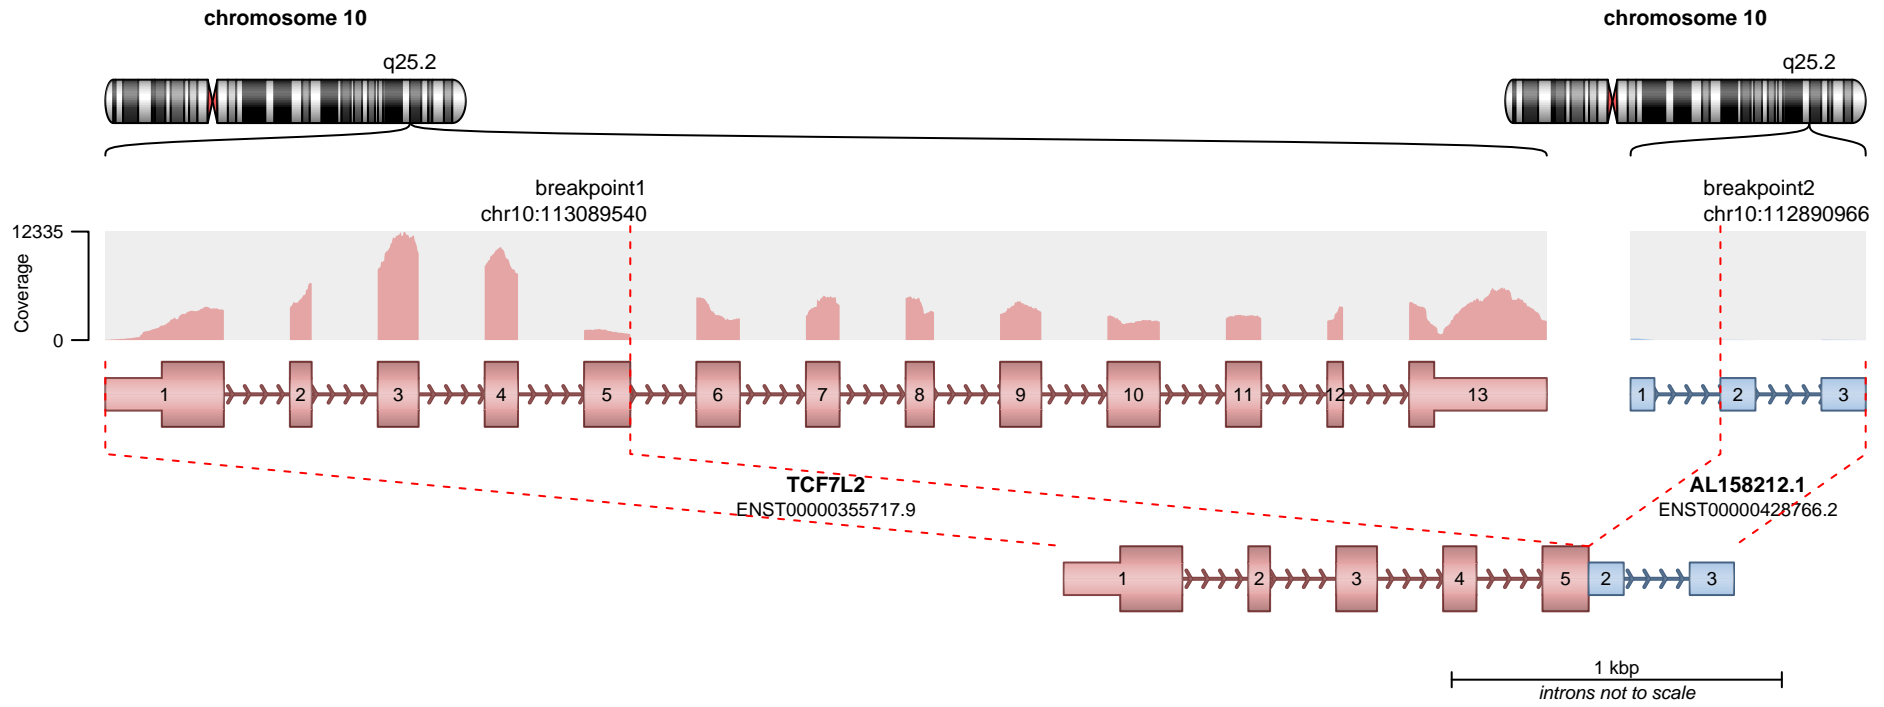 chromosome 10
chromosome 10
q25.2
q25.2
breakpoint1
chr10:113089540
breakpoint2
chr10:112890966
12335
Coverage
0
1 2 3 4 5 6 7 8 9 10 11 12 13
1 2 3
TCF7L2
ENST00000355717.9
AL158212.1
ENST00000428766.2
1 2 3 4 5 2 3
1 kbp
introns not to scale